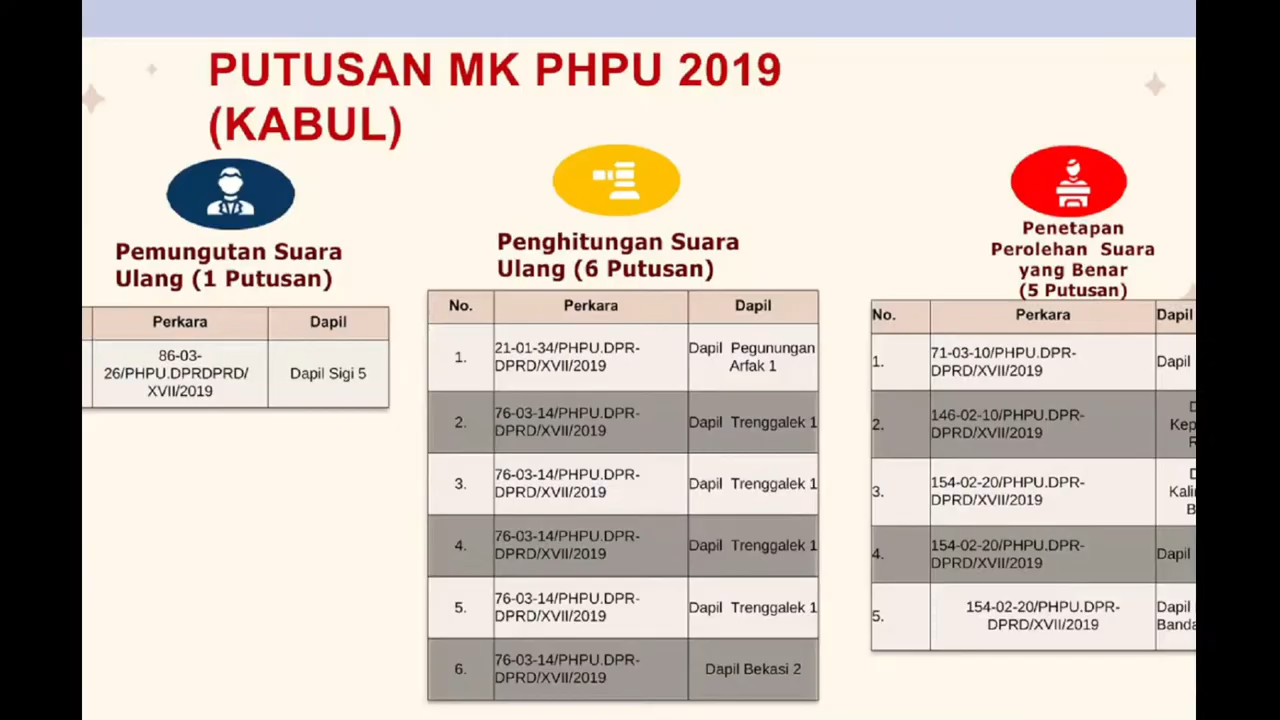 PUTUSAN MK PHPU 2019
(KABUL)
Pemungutan Suara
Ulang (1 Putusan)
Perkara Dapil
86-03-
26/PHPU.DPRDPRD/
XVII/2019
Dapil Sigi 5
Penghitungan Suara
Ulang (6 Putusan)
No. Perkara Dapil
1. 21-01-34/PHPU.DPR-
DPRD/XVII/2019
Dapil Pegunungan
Arfak 1
2. 76-03-14/PHPU.DPR-
DPRD/XVII/2019
Dapil Trenggalek 1
3. 76-03-14/PHPU.DPR-
DPRD/XVII/2019
Dapil Trenggalek 1
4. 76-03-14/PHPU.DPR-
DPRD/XVII/2019
Dapil Trenggalek 1
5. 76-03-14/PHPU.DPR-
DPRD/XVII/2019
Dapil Trenggalek 1
6. 76-03-14/PHPU.DPR-
DPRD/XVII/2019
Dapil Bekasi 2
Penetapan
Perolehan Suara
yang Benar
(5 Putusan)
No. Perkara Dapil
1. 71-03-10/PHPU.DPR-
DPRD/XVII/2019
Dapil
2. 146-02-10/PHPU.DPR-
DPRD/XVII/2019
3. 154-02-20/PHPU.DPR-
DPRD/XVII/2019
4. 154-02-20/PHPU.DPR-
DPRD/XVII/2019
Dapil
5. 154-02-20/PHPU.DPR-
DPRD/XVII/2019
Dapil